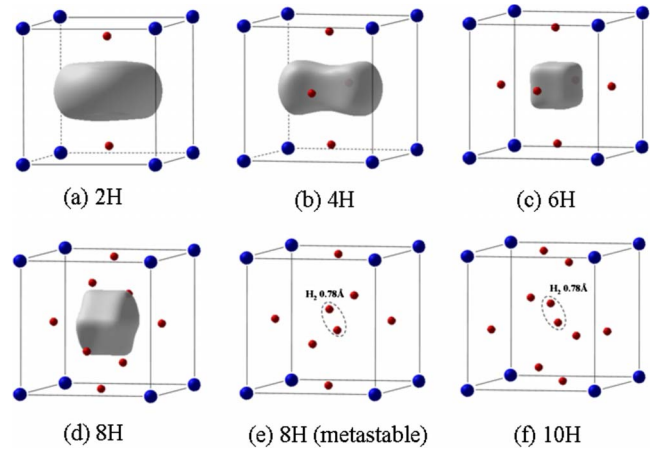 (a) 2H
(b) 4H
(c) 6H
H₂ 0.78Å
H₂ 0.78Å
(d) 8H
(e) 8H (metastable)
(f) 10H